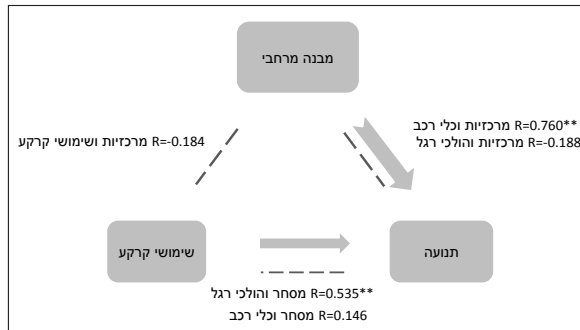 מבנה מרחבי
מרכזיות וכלי רכב R=0.760**
מרכזיות והולכי רגל R=-0.188
מרכזיות ושימושי קרקע R=-0.184
שימושי קרקע
תנועה
מסחר והולכי רגל R=0.535**
מסחר וכלי רכב R=0.146